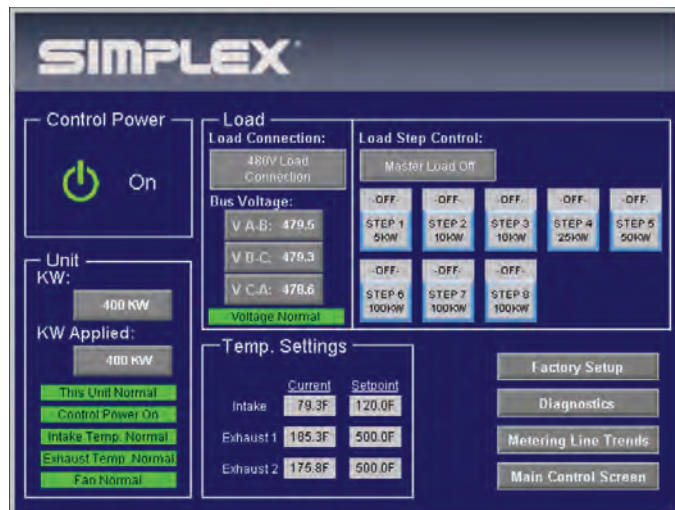 SIMPLEX
Control Power
On
Unit
KW:
400 KW
KW Applied:
400 KW
This Unit Normal
Control Power On
Intake Temp. Normal
Exhaust Temp. Normal
Fan Normal
Load
Load Connection:
480V Load
Connection
Bus Voltage:
V A-B: 479.5
V B-C: 479.3
V C-A: 478.6
Voltage Normal
Load Step Control:
Master Load Off
-OFF- -OFF- -OFF- -OFF- -OFF-
STEP 1 STEP 2 STEP 3 STEP 4 STEP 5
5KW 10KW 10KW 25KW 50KW
-OFF- -OFF- -OFF-
STEP 6 STEP 7 STEP 8
100KW 100KW 100KW
Temp. Settings
Current Setpoint
Intake 79.3F 120.0F
Exhaust 1 185.3F 500.0F
Exhaust 2 175.8F 500.0F
Factory Setup
Diagnostics
Metering Line Trends
Main Control Screen